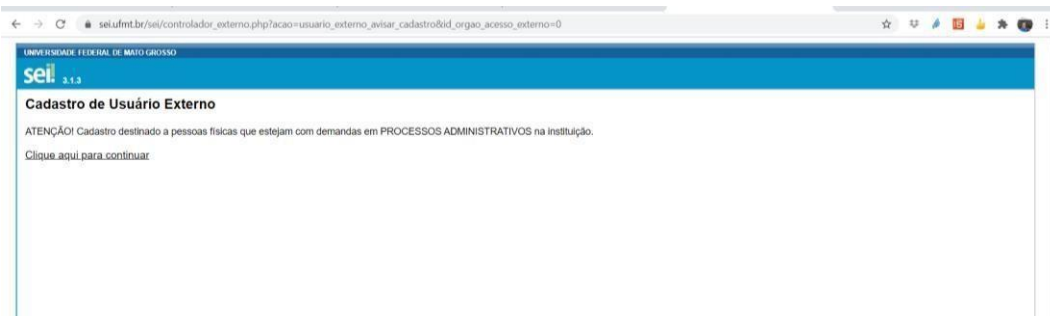 sei.ufmt.br/sei/controlador_externo.php?acao=usuario_externo_avisar_cadastro&id_orgao_acesso_externo=0
UNIVERSIDADE FEDERAL DE MATO GROSSO
sei! 3.1.3
Cadastro de Usuário Externo
ATENÇÃO! Cadastro destinado a pessoas físicas que estejam com demandas em PROCESSOS ADMINISTRATIVOS na instituição.
Clique aqui para continuar